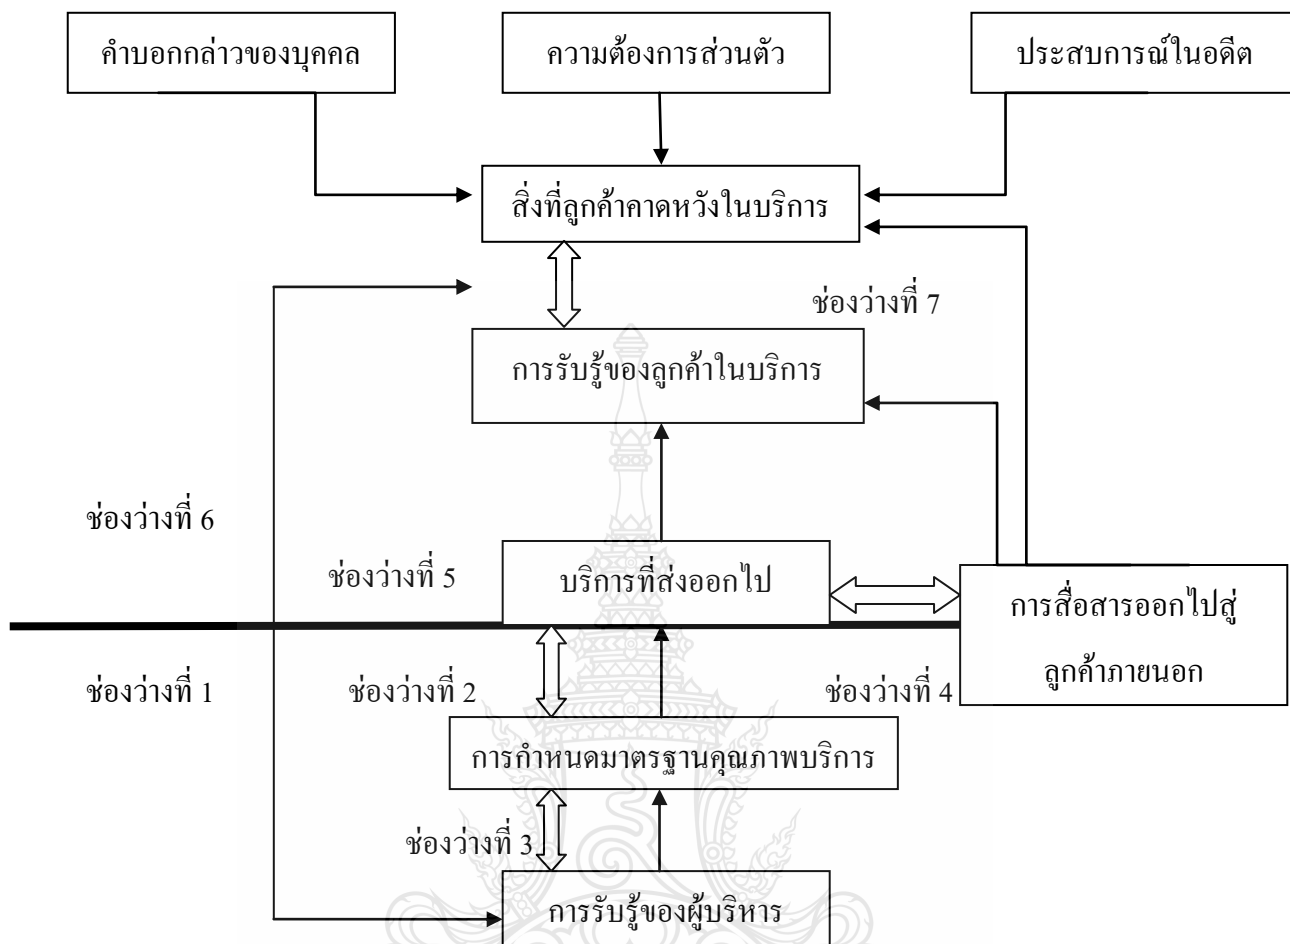 คำบอกกล่าวของบุคคล
ความต้องการส่วนตัว
ประสบการณ์ในอดีต
สิ่งที่ลูกค้าคาดหวังในบริการ
ช่องว่างที่ 7
การรับรู้ของลูกค้าในบริการ
ช่องว่างที่ 6
ช่องว่างที่ 5
บริการที่ส่งออกไป
การสื่อสารออกไปสู่
ลูกค้าภายนอก
ช่องว่างที่ 1
ช่องว่างที่ 2
ช่องว่างที่ 4
การกำหนดมาตรฐานคุณภาพบริการ
ช่องว่างที่ 3
การรับรู้ของผู้บริหาร